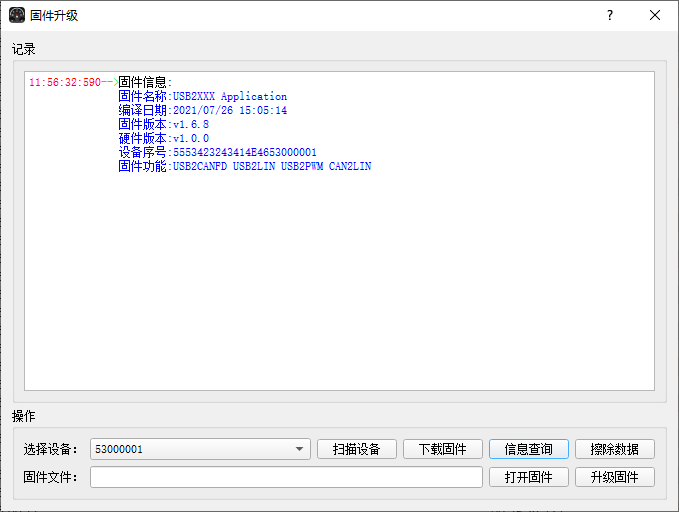 固件升级
?
记录
11:56:32:590-->固件信息:
固件名称:USB2XXX Application
编译日期:2021/07/26 15:05:14
固件版本:v1.6.8
硬件版本:v1.0.0
设备序号:5553423243414E4653000001
固件功能:USB2CANFD USB2LIN USB2PWM CAN2LIN
操作
选择设备: 53000001 扫描设备 下载固件 信息查询 擦除数据
固件文件: 打开固件 升级固件